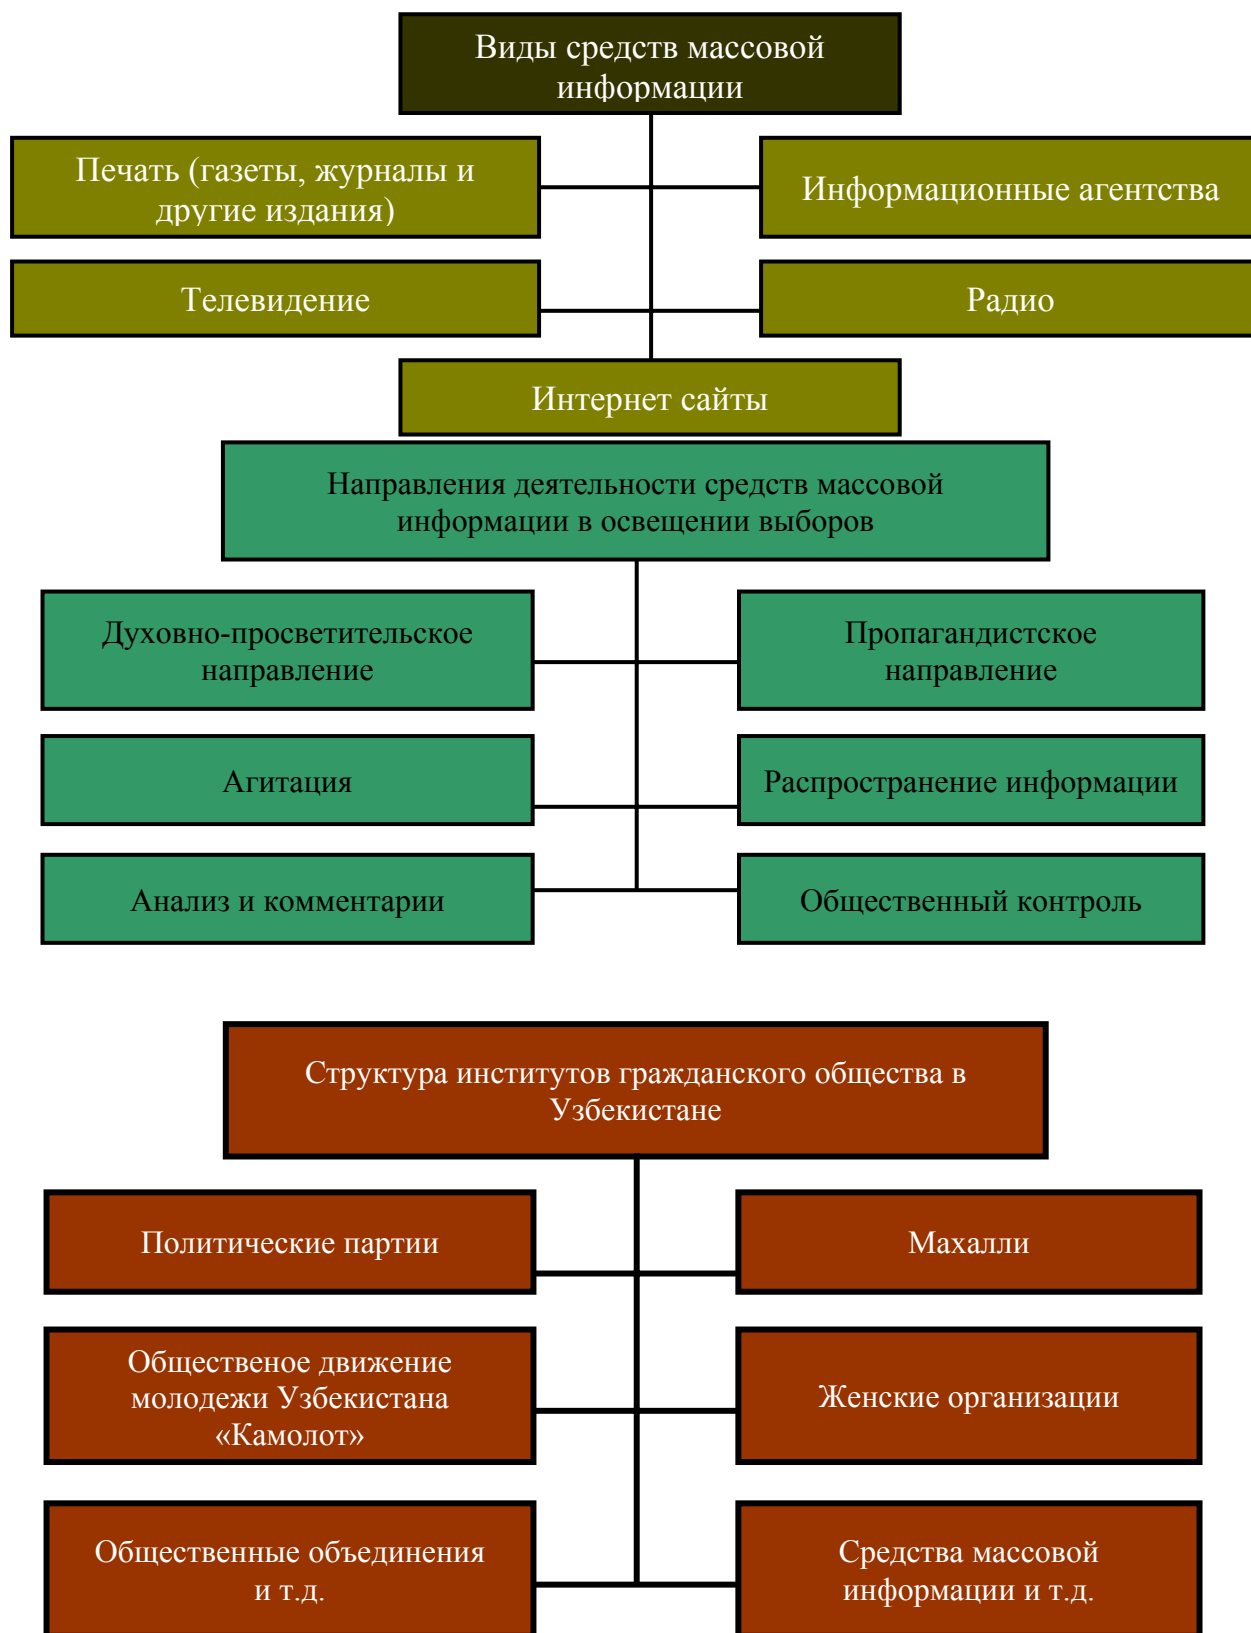 Виды средств массовой
информации
Печать (газеты, журналы и
другие издания)
Информационные агентства
Телевидение
Радио
Интернет сайты
Направления деятельности средств массовой
информации в освещении выборов
Духовно-просветительское
направление
Пропагандистское
направление
Агитация
Распространение информации
Анализ и комментарии
Общественный контроль
Структура институтов гражданского общества в
Узбекистане
Политические партии
Махалли
Общественое движение
молодежи Узбекистана
«Камолот»
Женские организации
Общественные объединения
и т.д.
Средства массовой
информации и т.д.